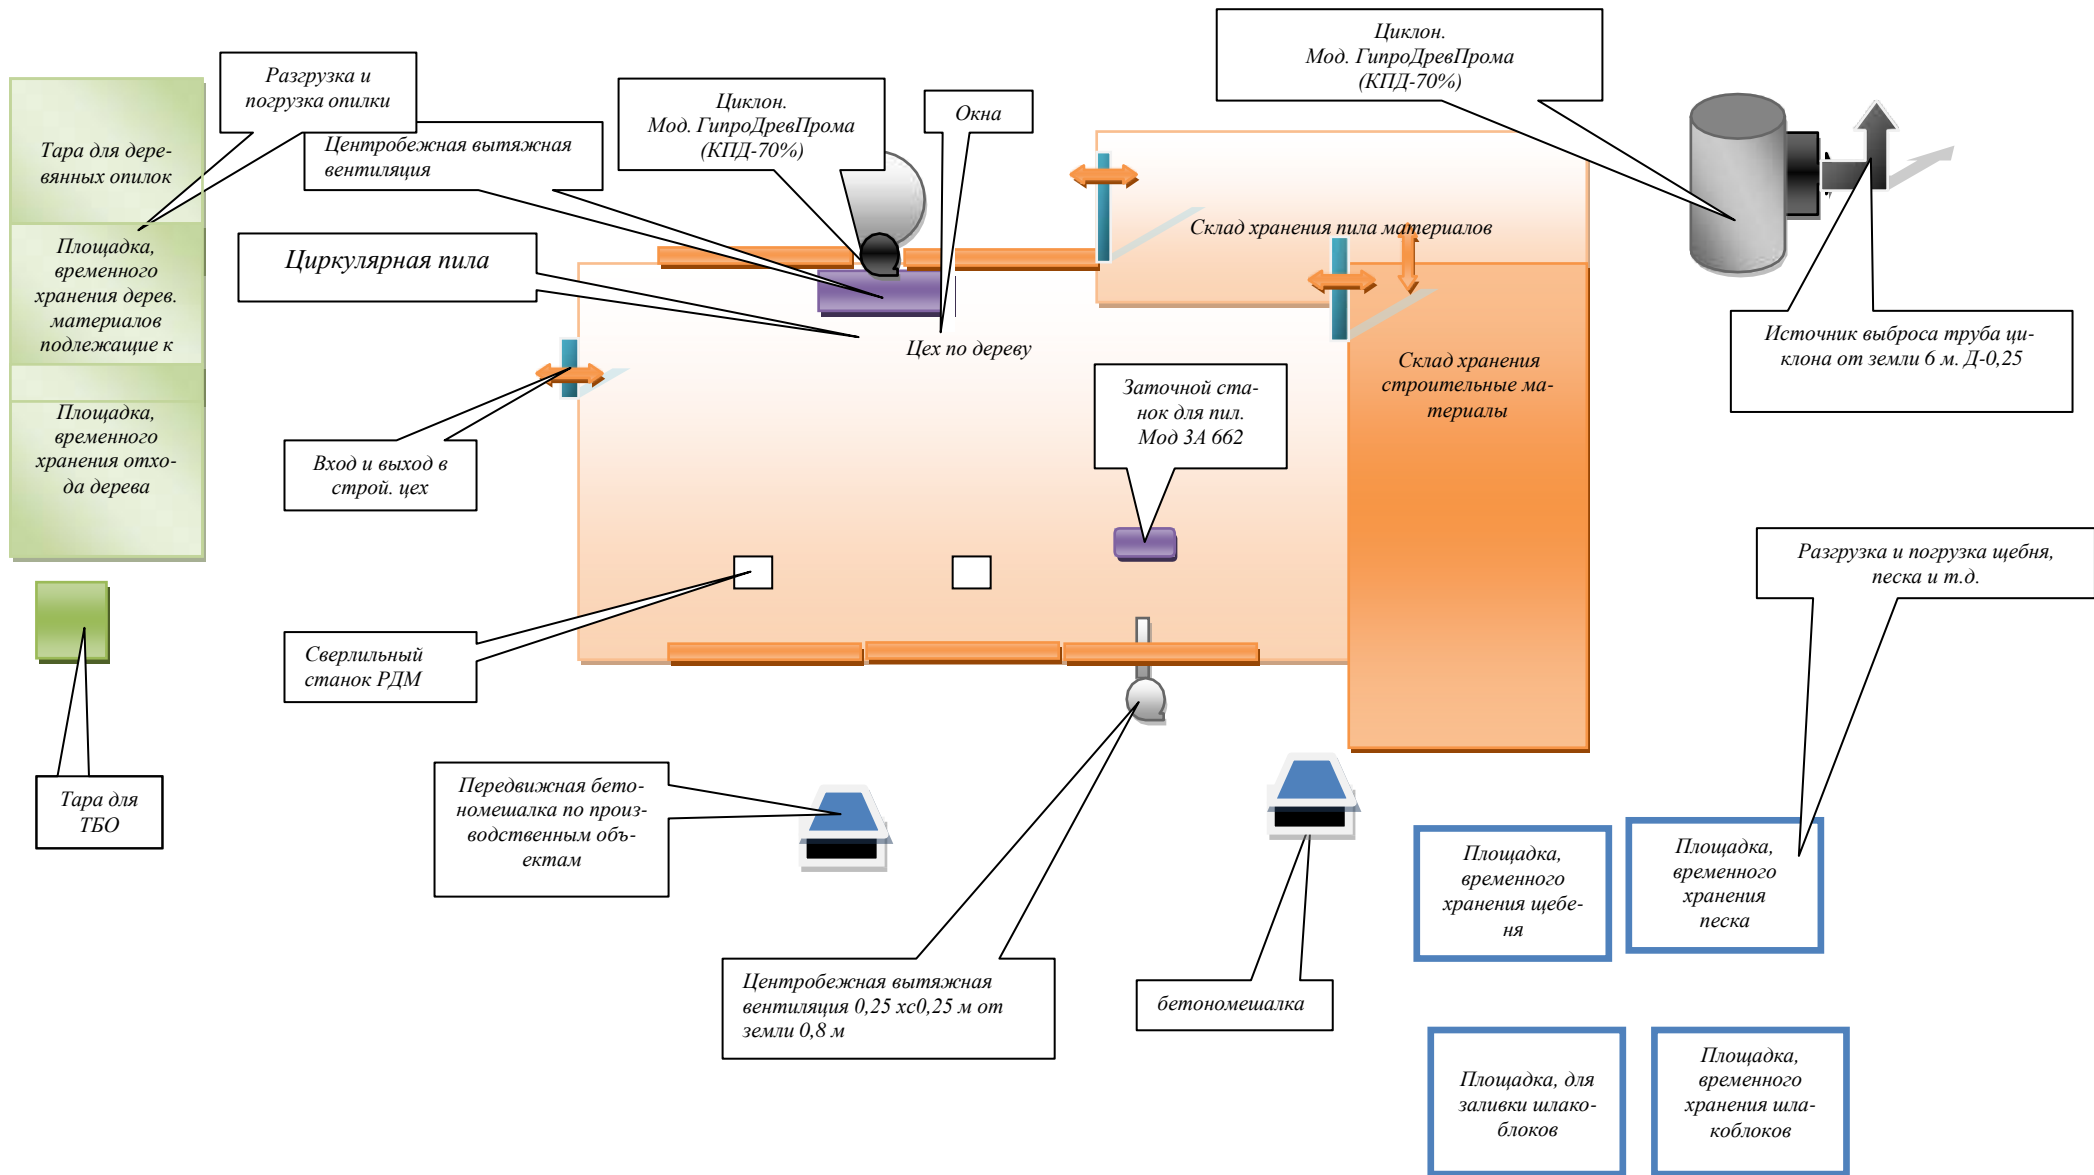 Циклон.
Мод. ГипроДревПрома
(КПД-70%)
Разгрузка и
погрузка опилки
Циклон.
Мод. ГипроДревПрома
(КПД-70%)
Окна
Тара для дере-
вянных опилок
Центробежная вытяжная
вентиляция
Склад хранения пила материалов
Площадка,
временного
хранения дерев.
материалов
подлежащие к
Циркулярная пила
Цех по дереву
Источник выброса труба ци-
клона от земли 6 м. Д-0,25
Склад хранения
строительные ма-
териалы
Заточной ста-
нок для пил.
Мод 3А 662
Площадка,
временного
хранения отхо-
да дерева
Вход и выход в
строй. цех
Разгрузка и погрузка щебня,
песка и т.д.
Сверлильный
станок РДМ
Тара для
ТБО
Передвижная бето-
номешалка по произ-
водственным объ-
ектам
Площадка,
временного
хранения щебе-
ня
Площадка,
временного
хранения
песка
Центробежная вытяжная
вентиляция 0,25 хс0,25 м от
земли 0,8 м
бетономешалка
Площадка, для
заливки шлако-
блоков
Площадка,
временного
хранения шла-
коблоков